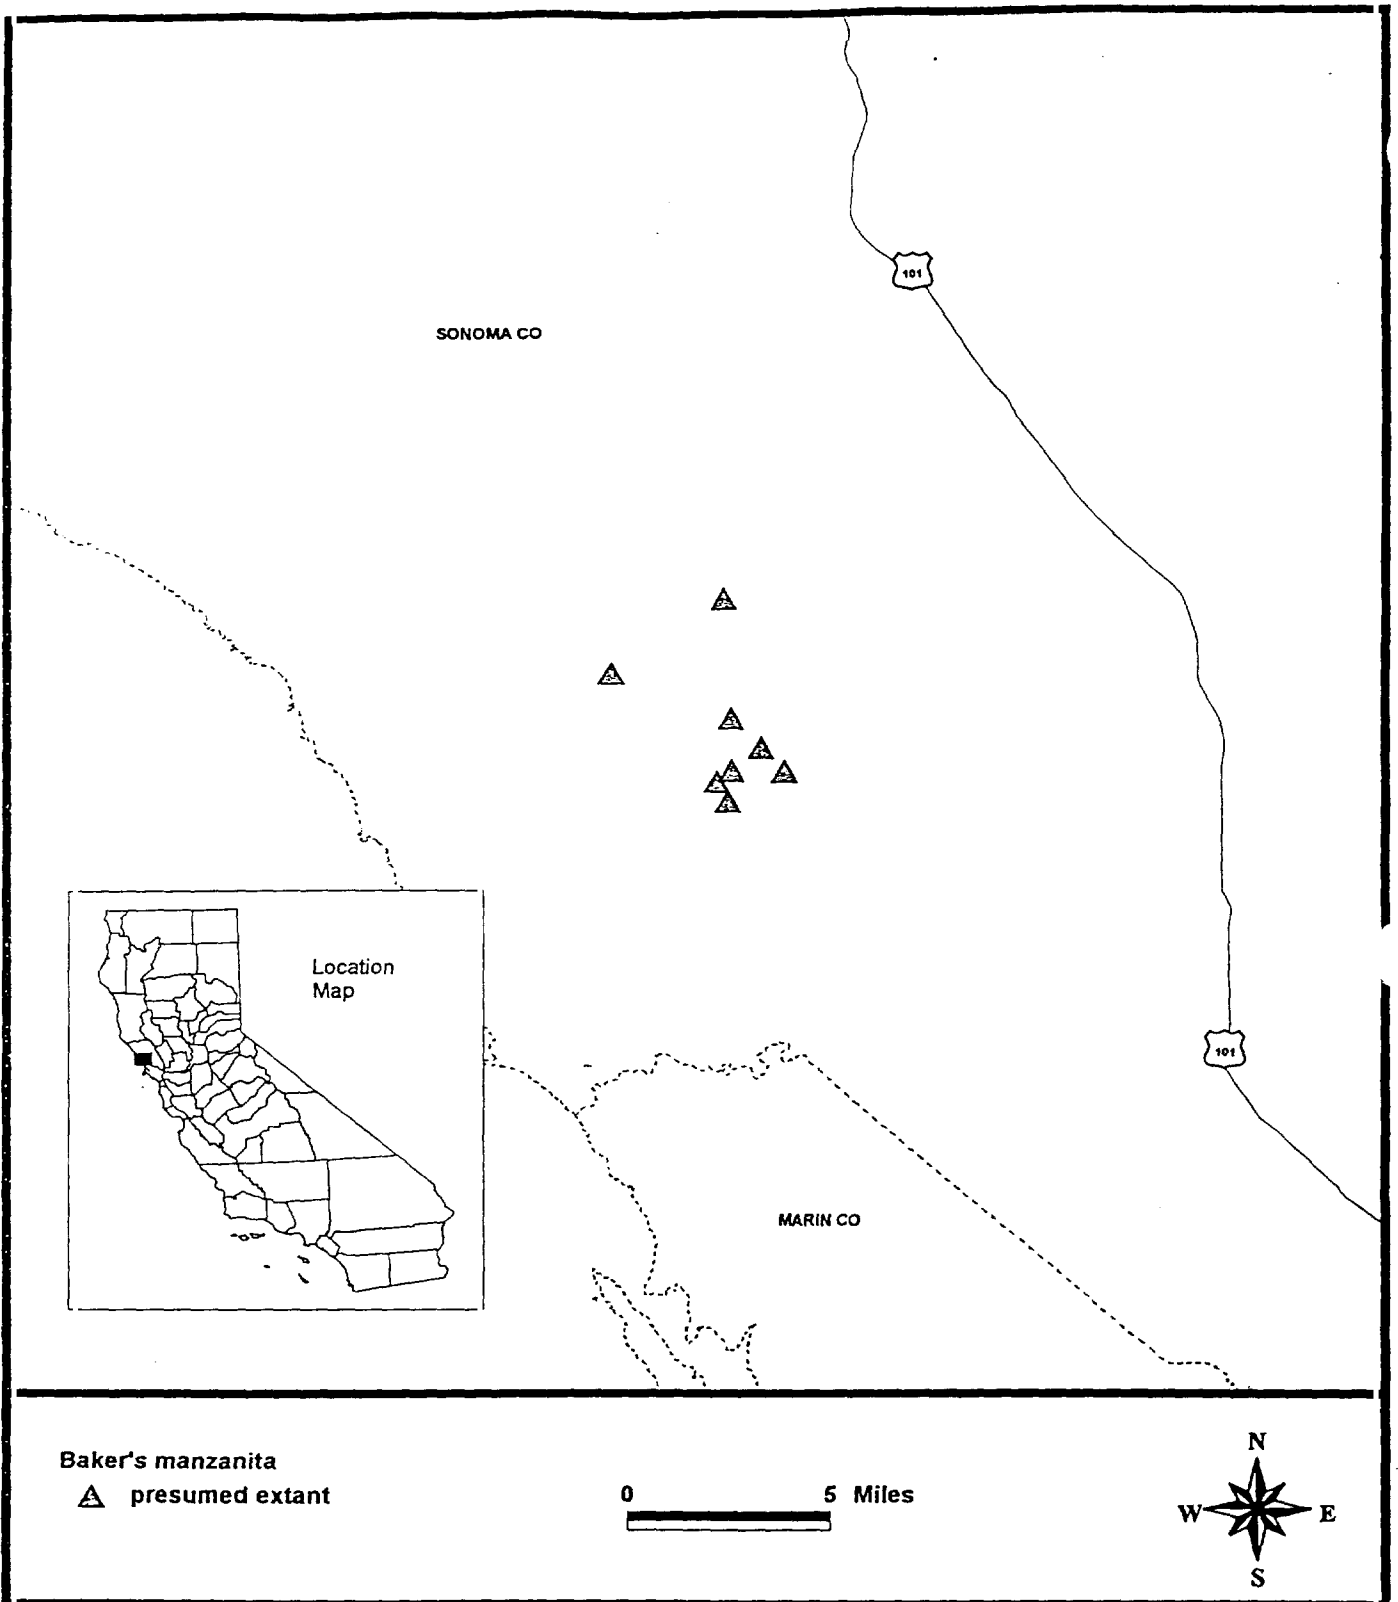 101
SONOMA CO
Location
Map
101
MARIN CO
Baker's manzanita
presumed extant
0 5 Miles
N
W E
S